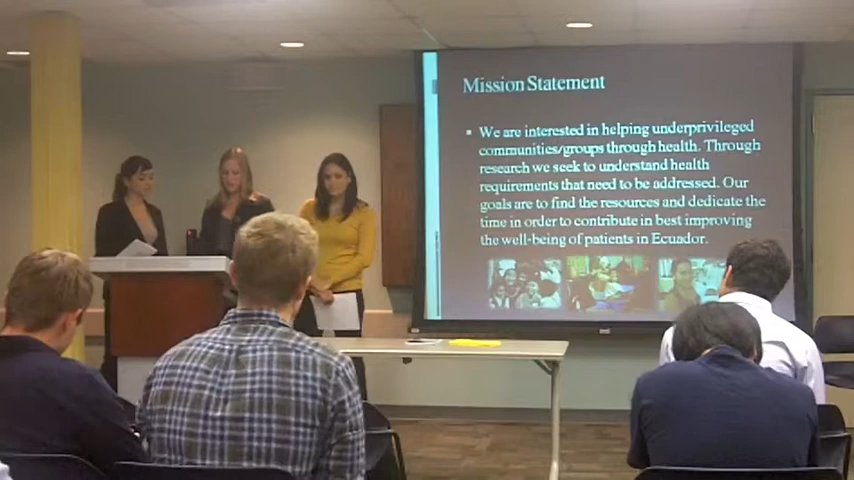 Mission Statement
We are interested in helping underprivileged
communities/groups through health. Through
research we seek to understand health
requirements that need to be addressed. Our
goals are to find the resources and dedicate the
time in order to contribute in best improving
the well-being of patients in Ecuador.